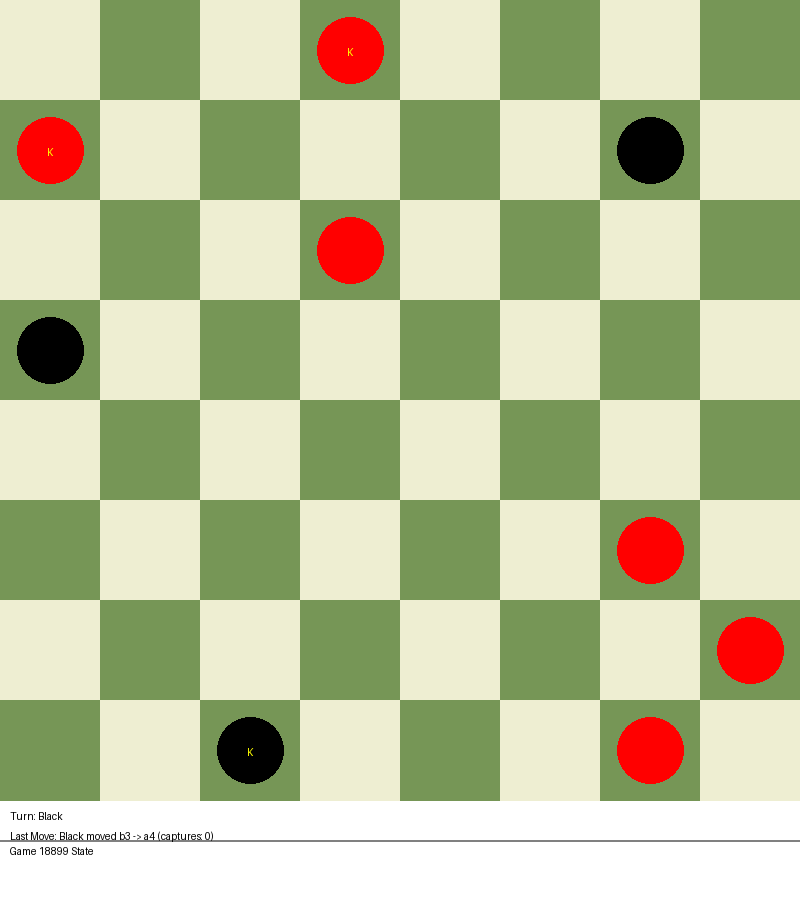 K
K
K
Turn: Black
Last Move: Black moved b3 -> a4 (captures: 0)
Game 18899 State